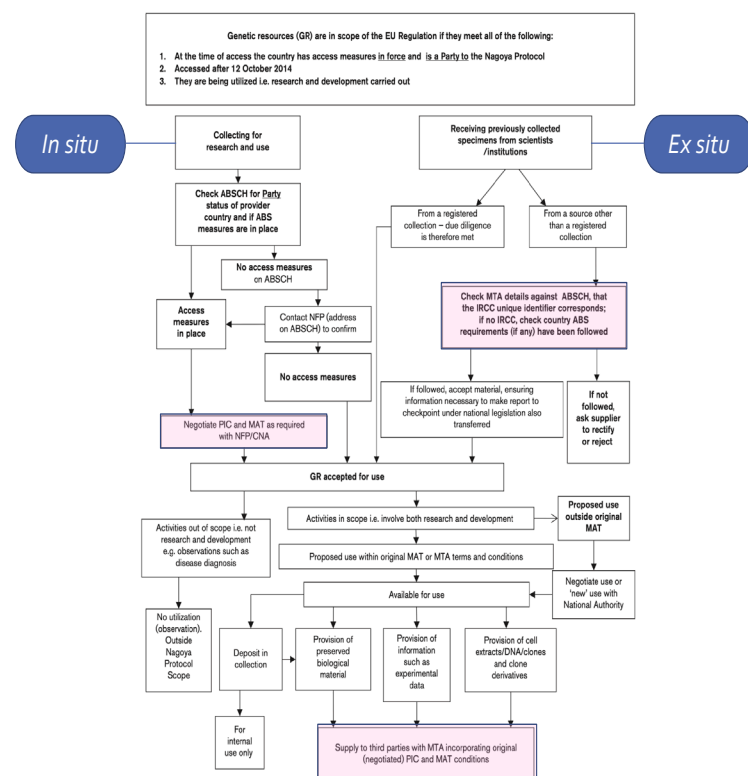 Genetic resources (GR) are in scope of the EU Regulation if they meet all of the following:
1. At the time of access the country has access measures in force and is a Party to the Nagoya Protocol
2. Accessed after 12 October 2014
3. They are being utilized i.e. research and development carried out
In situ
Collecting for
research and use
Receiving previously collected
specimens from scientists
/institutions
Ex situ
Check ABSCH for Party
status of provider
country and if ABS
measures are in place
From a registered
collection – due diligence
is therefore met
From a source other
than a registered
collection
No access measures
on ABSCH
Check MTA details against ABSCH, that
the IRCC unique identifier corresponds;
if no IRCC, check country ABS
requirements (if any) have been followed
Access
measures
in place
Contact NFP (address
on ABSCH) to confirm
No access measures
If followed, accept material, ensuring
information necessary to make report to
checkpoint under national legislation also
transferred
If not
followed,
ask supplier
to rectify
or reject
Negotiate PIC and MAT as required
with NFP/CNA
GR accepted for use
Activities out of scope i.e. not
research and development
e.g. observations such as
disease diagnosis
Activities in scope i.e. involve both research and development
Proposed use
outside original
MAT
Proposed use within original MAT or MTA terms and conditions
Negotiate use or
‘new’ use with
National Authority
Available for use
No utilization
(observation).
Outside
Nagoya
Protocol
Scope
Deposit in
collection
Provision of
preserved
biological
material
Provision of
information
such as
experimental
data
Provision of cell
extracts/DNA/clones
and clone
derivatives
For
internal
use only
Supply to third parties with MTA incorporating original
(negotiated) PIC and MAT conditions